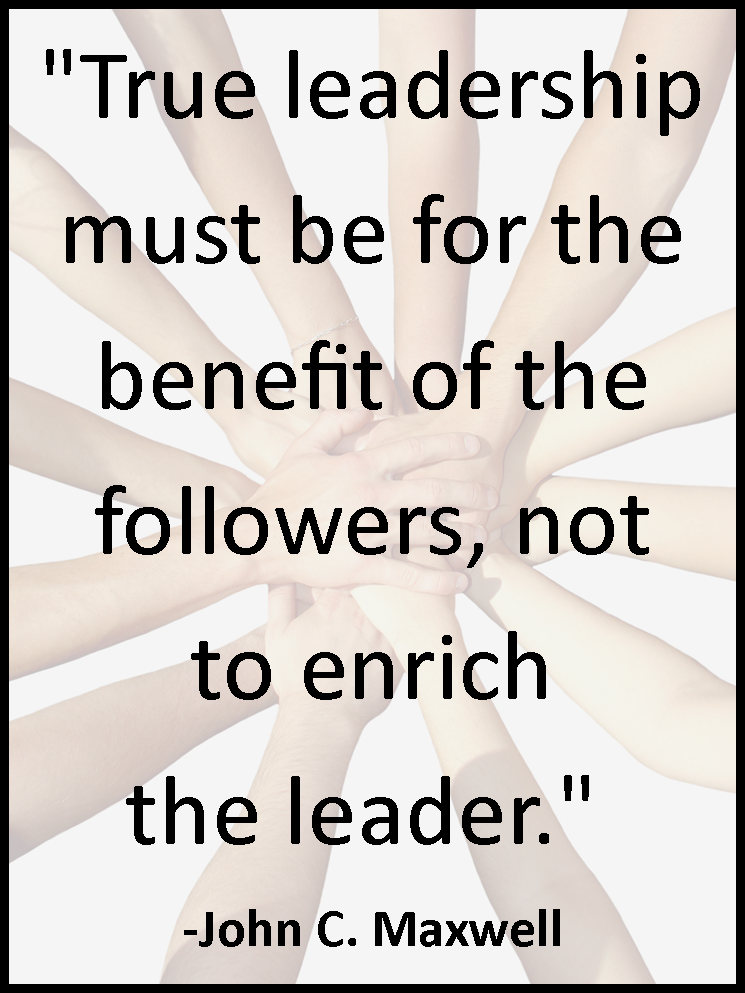 "True leadership
must be for the
benefit of the
followers, not
to enrich
the leader."
-John C. Maxwell